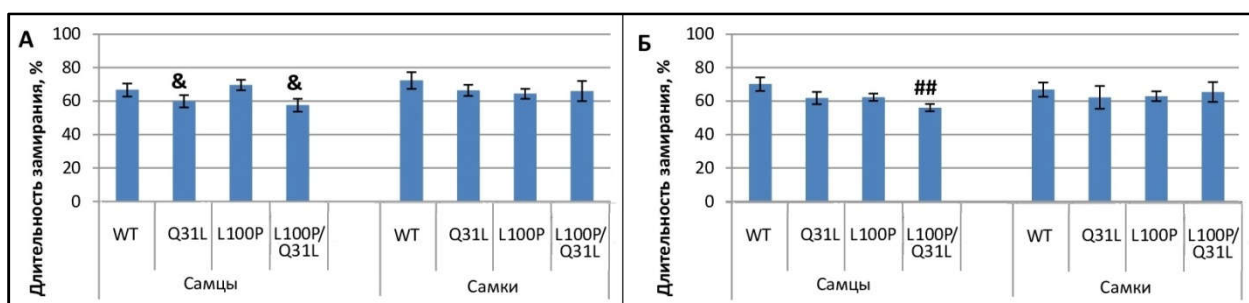 А
Длительность замирания, %
100
80
60
40
20
0
&
&
WT
Q31L
L100P
L100P/
Q31L
WT
Q31L
L100P
L100P/
Q31L
Самцы
Самки
Б
Длительность замирания, %
100
80
60
40
20
0
##
WT
Q31L
L100P
L100P/
Q31L
WT
Q31L
L100P
L100P/
Q31L
Самцы
Самки